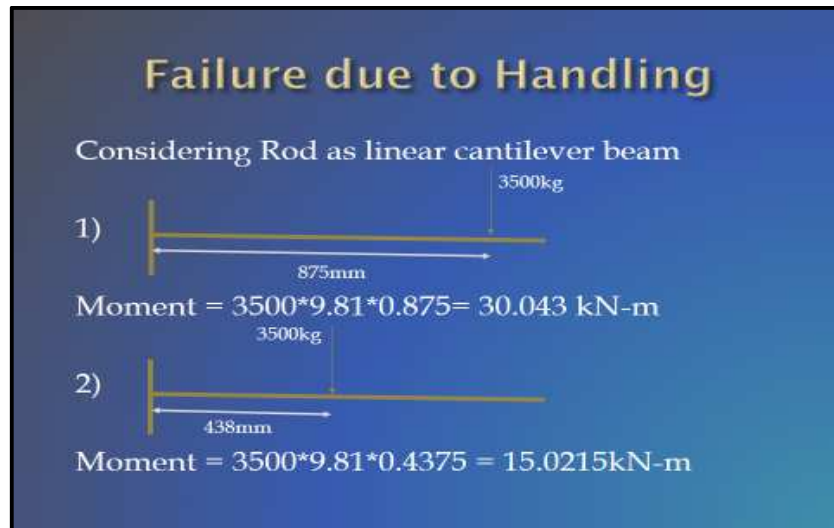 Failure due to Handling
Considering Rod as linear cantilever beam
3500kg
1)
875mm
Moment = 3500*9.81*0.875= 30.043 kN-m
3500kg
2)
438mm
Moment = 3500*9.81*0.4375 = 15.0215kN-m